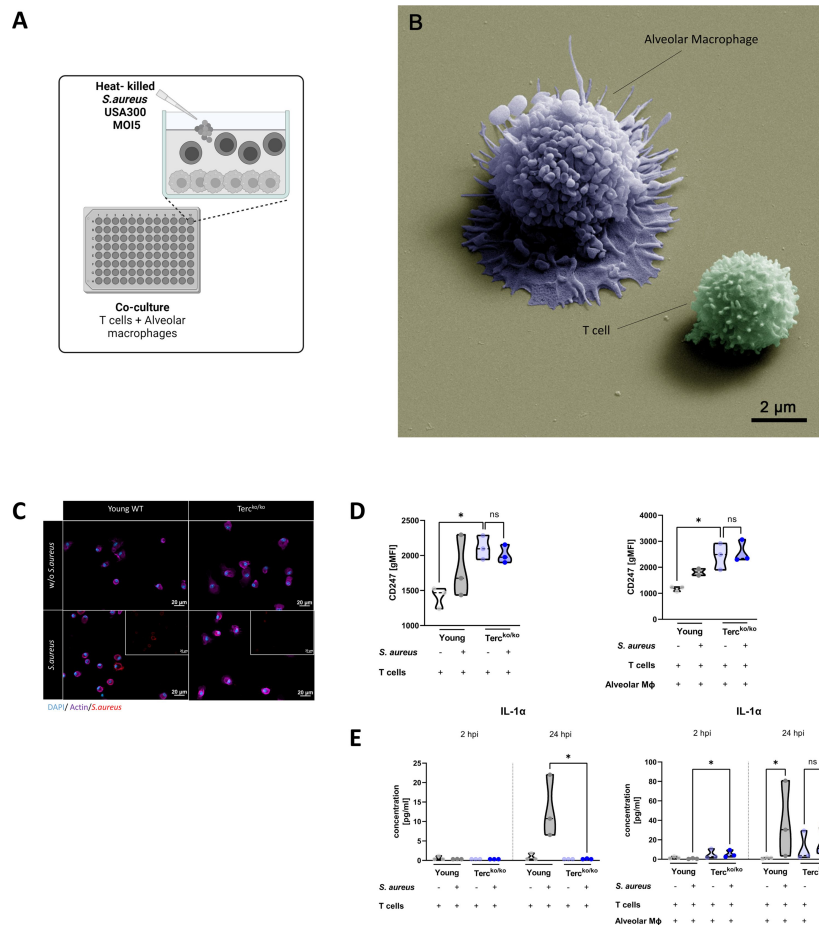 A
Heat- killed
S.aureus
USA300
MOI5
Co-culture
T cells + Alveolar
macrophages
B
Alveolar Macrophage
T cell
2 µm
C
Young WT
Terc^ko/ko
w/o S.aureus
20 µm
20 µm
S.aureus
20 µm
20 µm
DAPI/ Actin/S.aureus
D
CD247 [gMFI]
2500
2000
1500
1000
*
ns
Young
Terc^ko/ko
S. aureus
- + - +
T cells
+ + + +
CD247 [gMFI]
4000
3000
2000
1000
0
*
ns
Young
Terc^ko/ko
S. aureus
- + - +
T cells
+ + + +
Alveolar Mϕ
+ + + +
E
IL-1α
2 hpi
24 hpi
concentration
[pg/ml]
25
20
15
10
5
0
*
Young
Terc^ko/ko
Young
Terc^ko/ko
S. aureus
- + - + - + - +
T cells
+ + + + + + + +
IL-1α
2 hpi
24 hpi
concentration
[pg/ml]
100
80
60
40
20
0
*
*
ns
Young
Terc^ko/ko
Young
Terc
S. aureus
- + - + - + -
T cells
+ + + + + + +
Alveolar Mϕ
+ + + + + + +